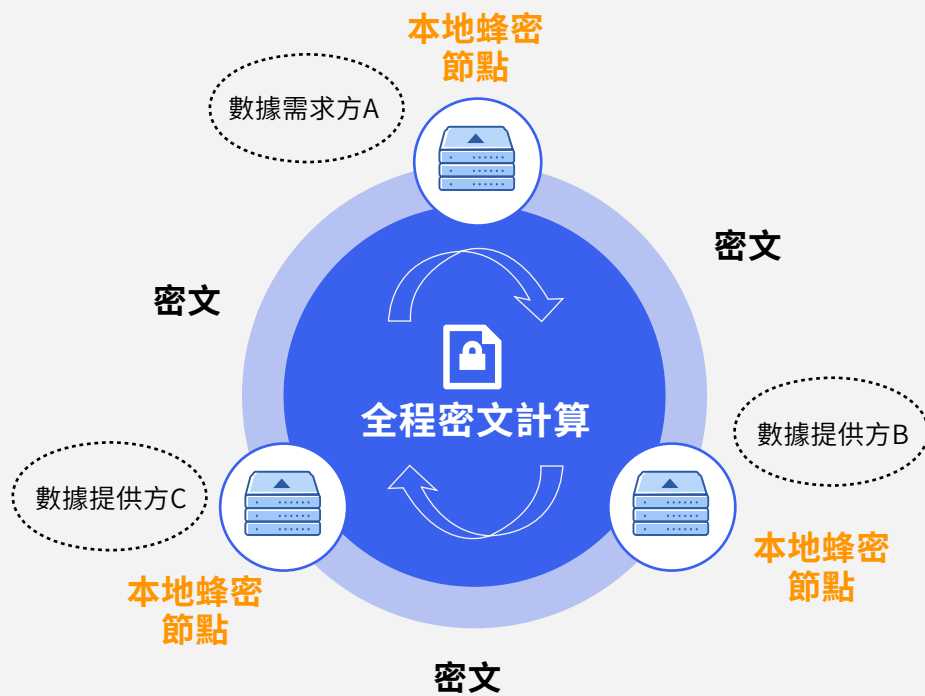 本地蜂密
節點
數據需求方A
密文
密文
全程密文計算
數據提供方B
數據提供方C
本地蜂密
節點
本地蜂密
節點
密文